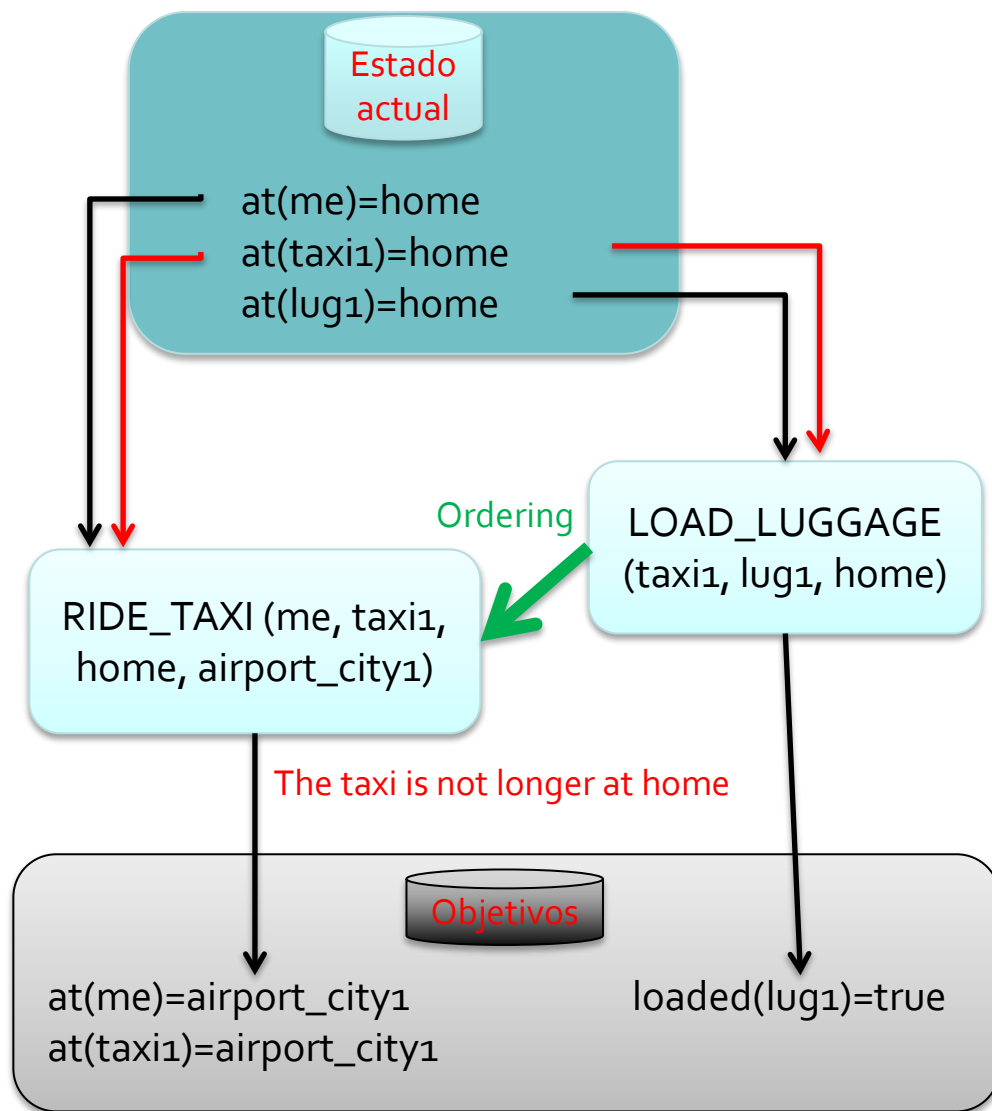 Estado
actual
at(me)=home
at(taxi1)=home
at(lug1)=home
Ordering
LOAD_LUGGAGE
(taxi1, lug1, home)
RIDE_TAXI (me, taxi1,
home, airport_city1)
The taxi is not longer at home
Objetivos
at(me)=airport_city1
at(taxi1)=airport_city1
loaded(lug1)=true